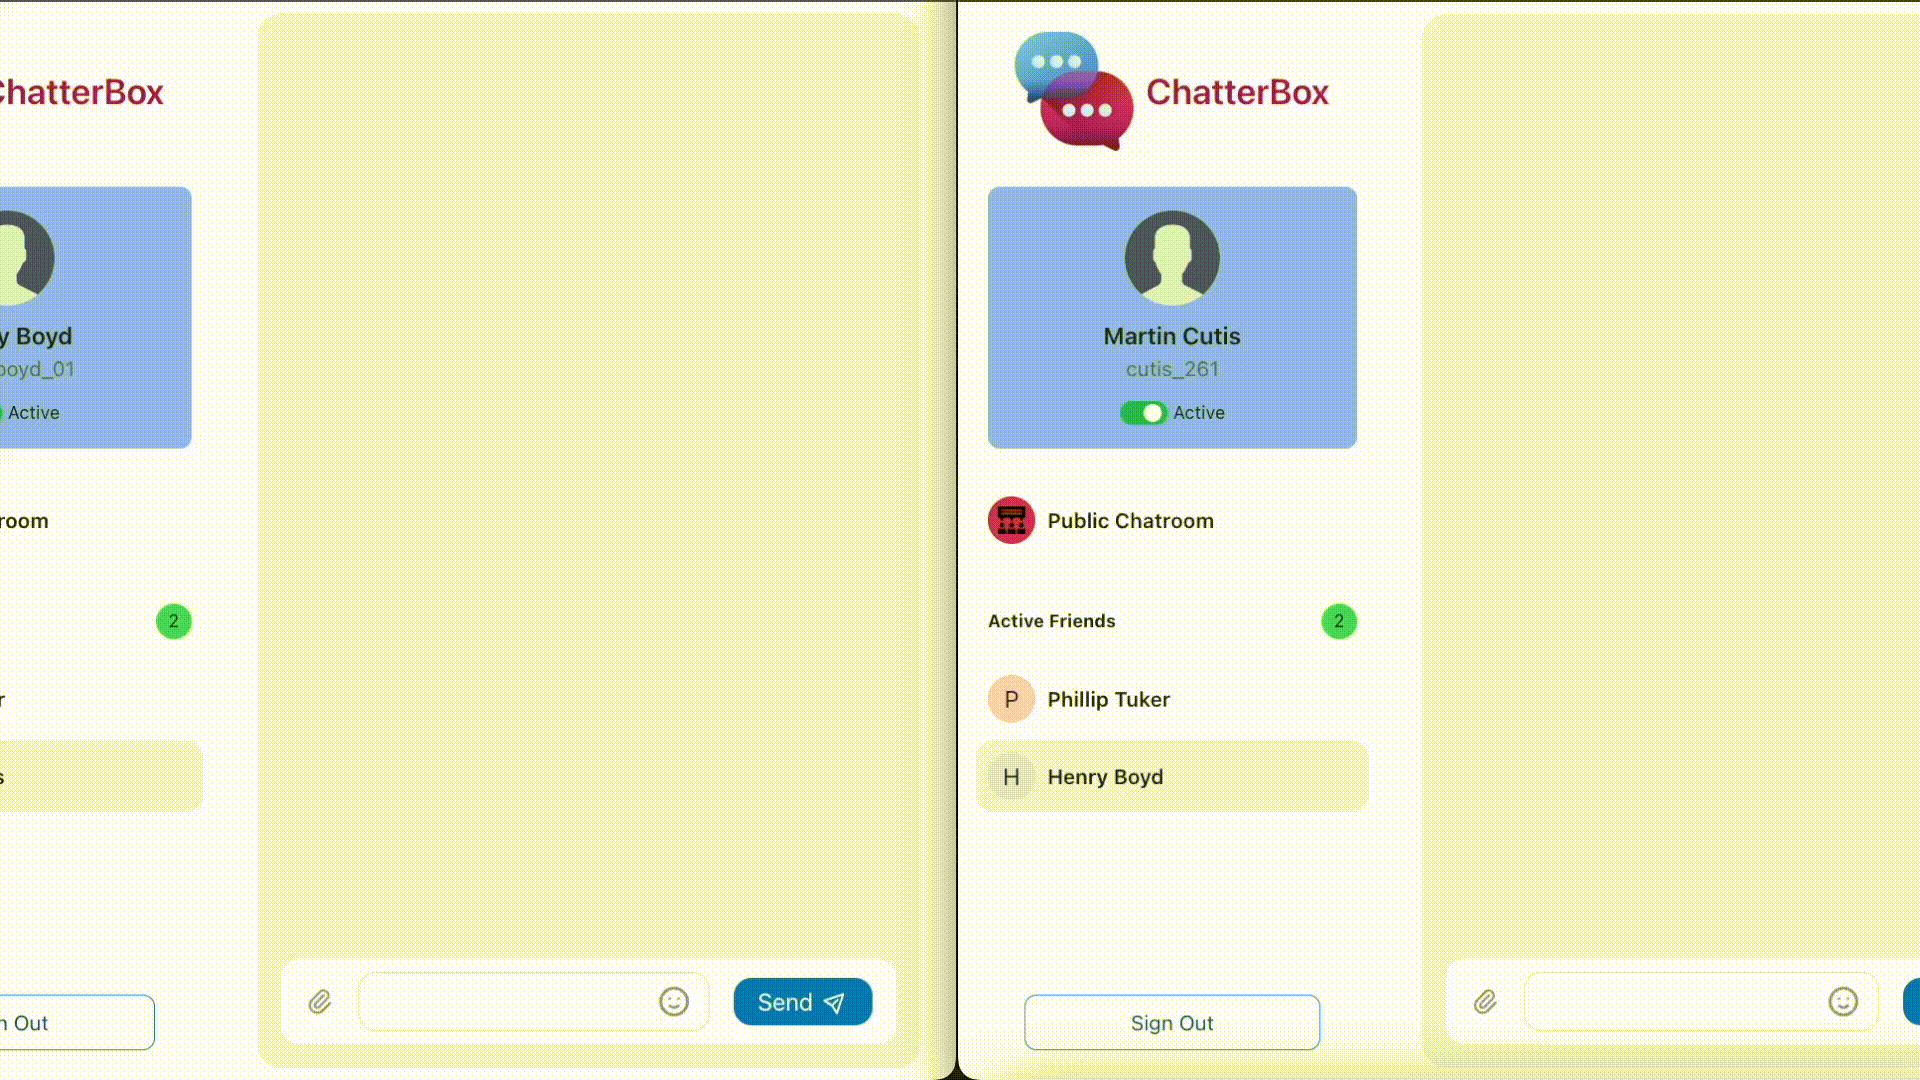 ChatterBox
y Boyd
boyd_01
Active
room
2
r
s
Send
n Out
ChatterBox
Martin Cutis
cutis_261
Active
Public Chatroom
Active Friends
2
P
Phillip Tuker
H
Henry Boyd
Sign Out